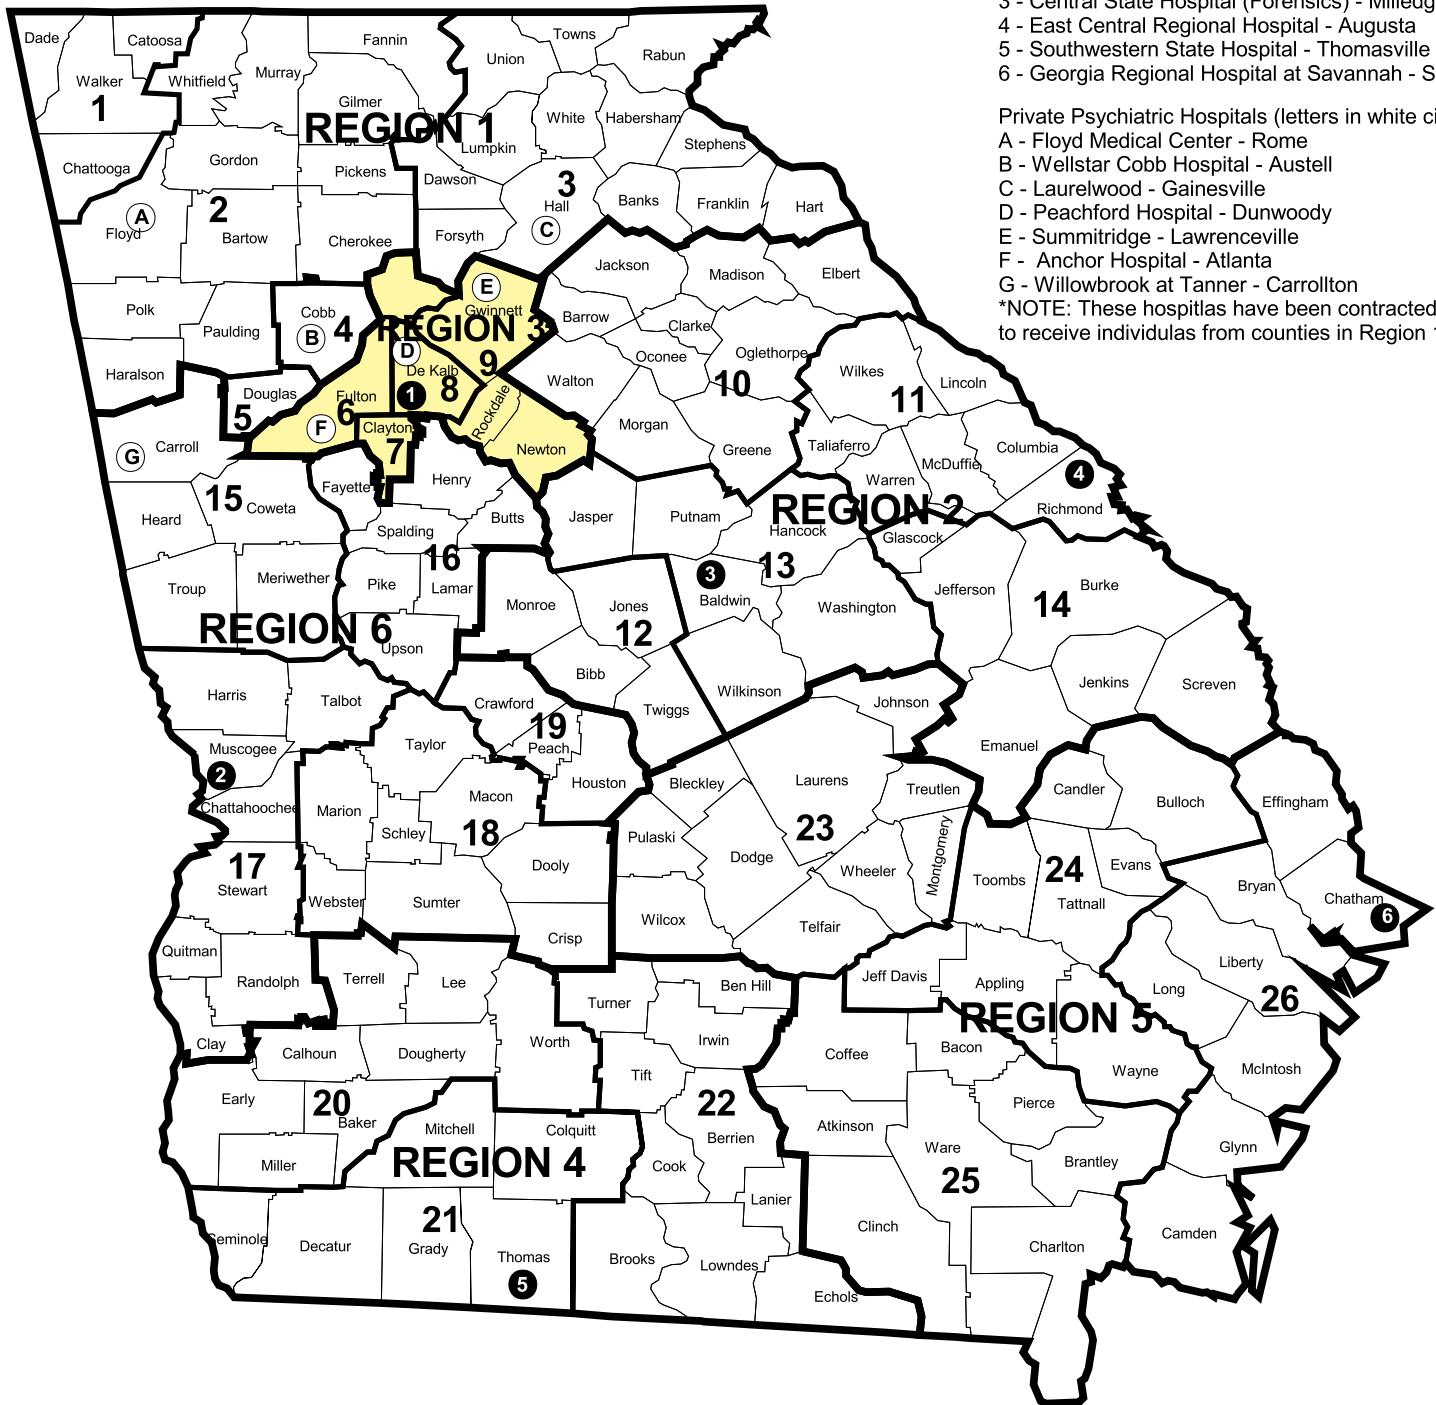 3 - Central State Hospital (Forensics) - Milledg
4 - East Central Regional Hospital - Augusta
5 - Southwestern State Hospital - Thomasville
6 - Georgia Regional Hospital at Savannah - S
Private Psychiatric Hospitals (letters in white ci
A - Floyd Medical Center - Rome
B - Wellstar Cobb Hospital - Austell
C - Laurelwood - Gainesville
D - Peachford Hospital - Dunwoody
E - Summitridge - Lawrenceville
F - Anchor Hospital - Atlanta
G - Willowbrook at Tanner - Carrollton
*NOTE: These hospitlas have been contracted
to receive individulas from counties in Region 1
Dade
Catoosa
Fannin
Towns
Union
Rabun
Walker
1
Whitfield
Murray
Gilmer
REGION 1
White
Habersham
Lumpkin
Stephens
Chattooga
Gordon
Pickens
Dawson
3
Hall
C
Banks
Franklin
Hart
A
Floyd
2
Bartow
Cherokee
Forsyth
Jackson
Madison
Elbert
Polk
Paulding
Cobb
B
4
E
Gwinnett
REGION 3
9
Barrow
Clarke
Oconee
Oglethorpe
10
Haralson
Douglas
5
Fulton
6
F
D
De Kalb
1
8
Clayton
7
Rockdale
Newton
Walton
Morgan
Greene
Wilkes
Lincoln
11
Taliaferro
Columbia
McDuffie
Warren
4
Richmond
G
Carroll
15
Coweta
Fayette
Henry
Heard
Spalding
Butts
16
Jasper
Putnam
REGION 2
Hancock
Glascock
13
Troup
Meriwether
Pike
Lamar
3
Baldwin
Washington
Jefferson
Burke
14
REGION 6
Upson
Monroe
Jones
12
Bibb
Twiggs
Wilkinson
Johnson
Jenkins
Screven
Harris
Talbot
Crawford
19
Peach
Houston
Emanuel
Muscogee
2
Taylor
Bleckley
Laurens
Treutlen
Candler
Bulloch
Effingham
Chattahoochee
Marion
Macon
Schley
18
Pulaski
23
Dodge
Wheeler
Montgomery
Toombs
24
Evans
Tattnall
Bryan
Chatham
6
17
Stewart
Webster
Sumter
Dooly
Crisp
Wilcox
Telfair
Quitman
Randolph
Terrell
Lee
Turner
Ben Hill
Jeff Davis
Appling
Long
Liberty
26
REGION 5
Clay
Calhoun
Dougherty
Worth
Irwin
Coffee
Bacon
Wayne
McIntosh
Early
20
Baker
Tift
22
Berrien
Pierce
Mitchell
Colquitt
REGION 4
Miller
Cook
Lanier
Atkinson
Ware
25
Brantley
Glynn
Seminole
Decatur
21
Grady
Thomas
5
Brooks
Lowndes
Echols
Clinch
Charlton
Camden